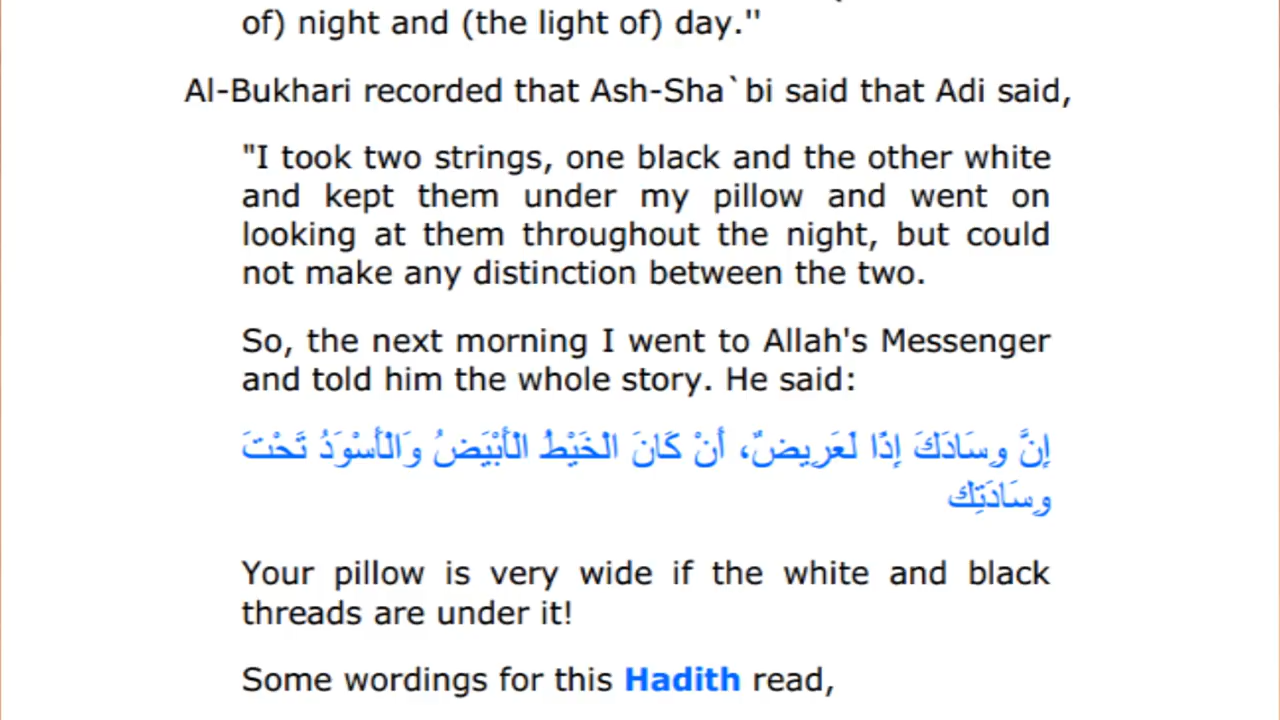 of) night and (the light of) day."
Al-Bukhari recorded that Ash-Sha`bi said that Adi said,
"I took two strings, one black and the other white
and kept them under my pillow and went on
looking at them throughout the night, but could
not make any distinction between the two.
So, the next morning I went to Allah's Messenger
and told him the whole story. He said:
إِنَّ وِسَادَكَ إِذًا لَعَرِيضٌ، أَنْ كَانَ الْخَيْطُ الْأَبْيَضُ وَالْأَسْوَدُ تَحْتَ
وِسَادَتِك
Your pillow is very wide if the white and black
threads are under it!
Some wordings for this Hadith read,